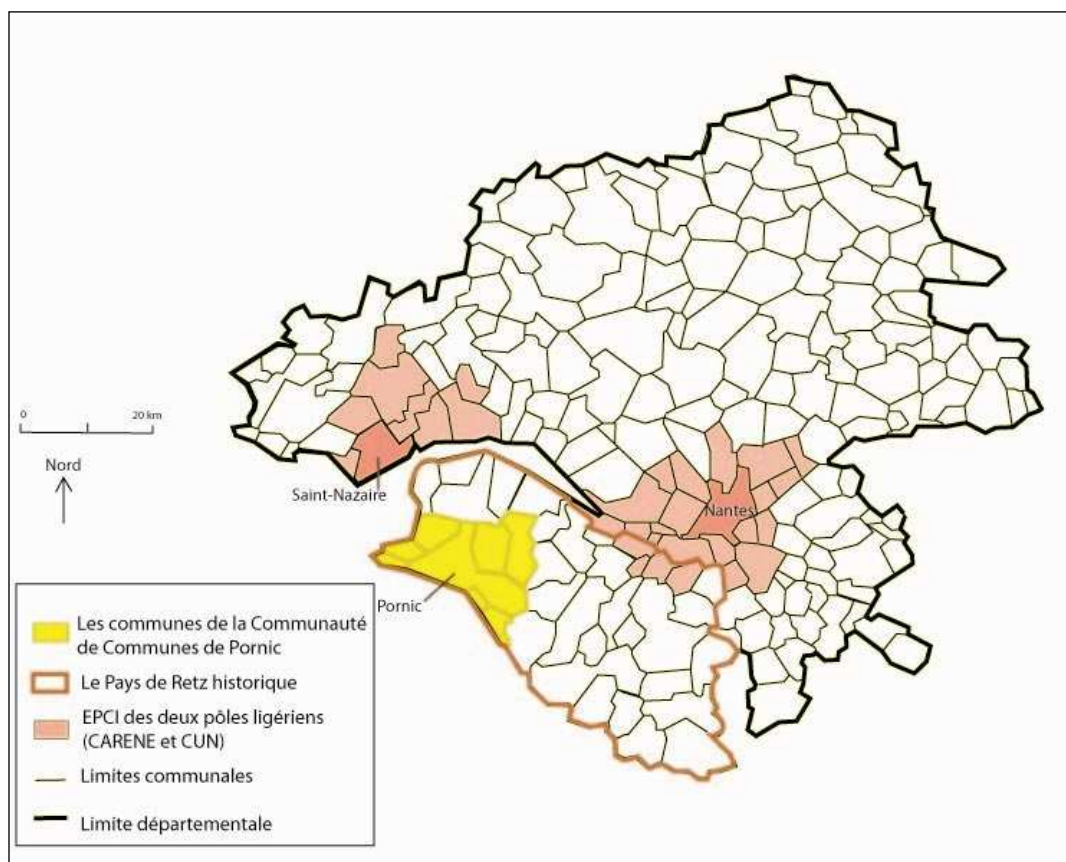 0 20 km
Nord
Saint-Nazaire
Nantes
Pornic
Les communes de la Communauté
de Communes de Pornic
Le Pays de Retz historique
EPCI des deux pôles ligériens
(CARENE et CUN)
Limites communales
Limite départementale